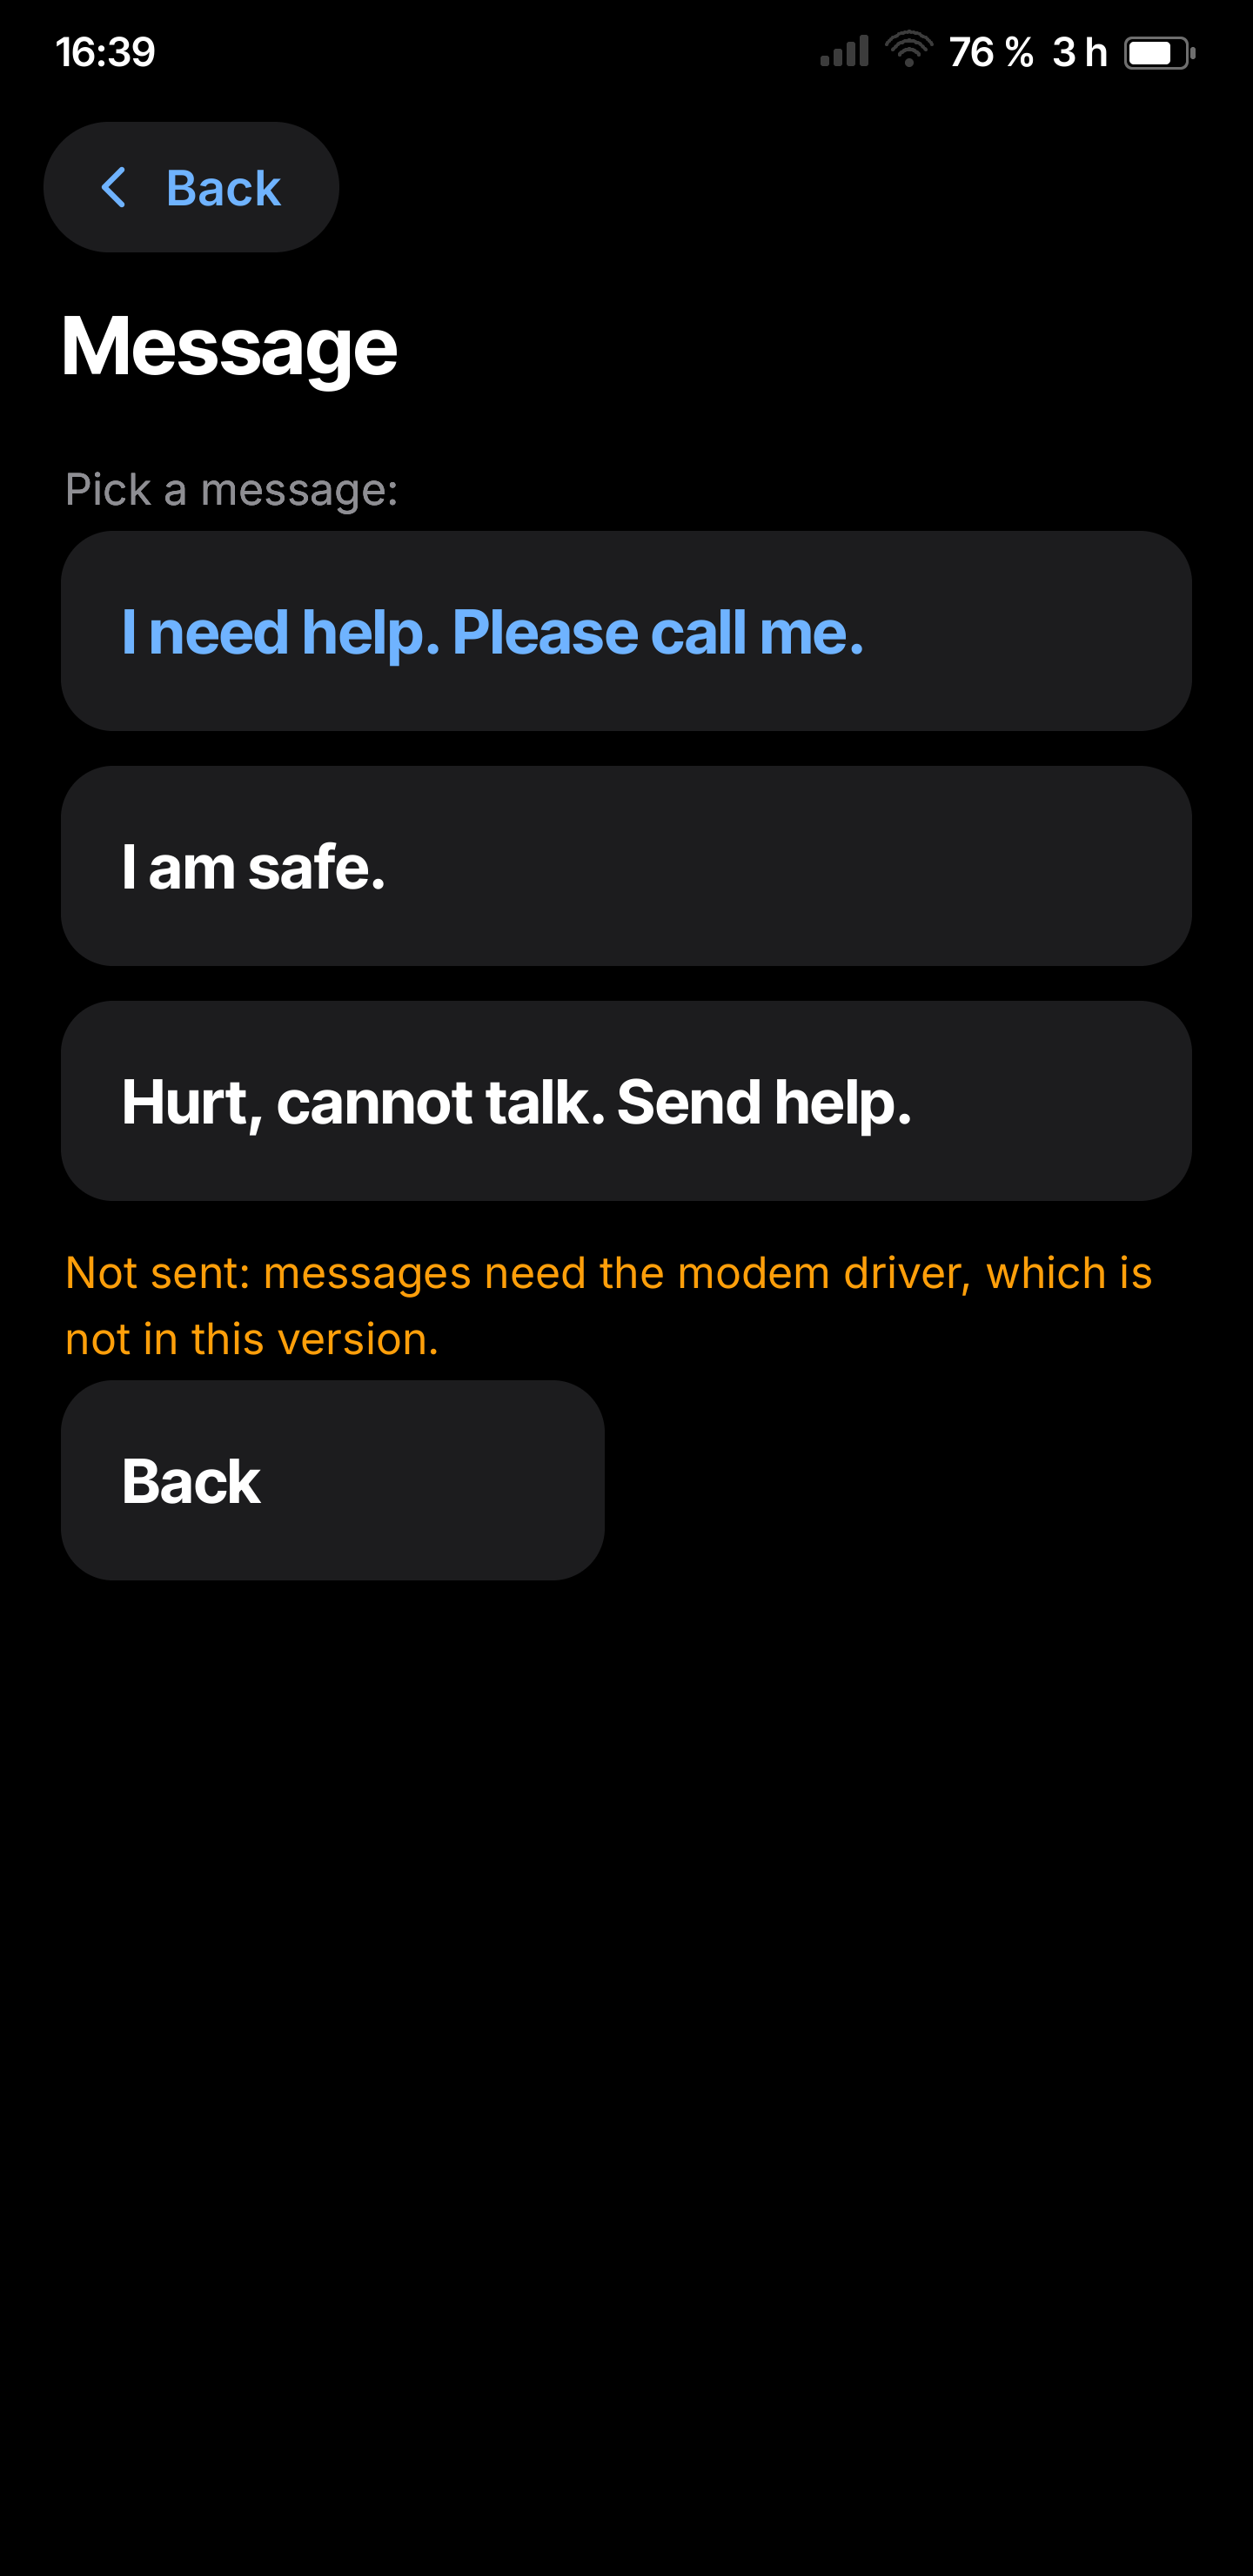 16:39
76 % 3 h
Back
Message
Pick a message:
I need help. Please call me.
I am safe.
Hurt, cannot talk. Send help.
Not sent: messages need the modem driver, which is
not in this version.
Back